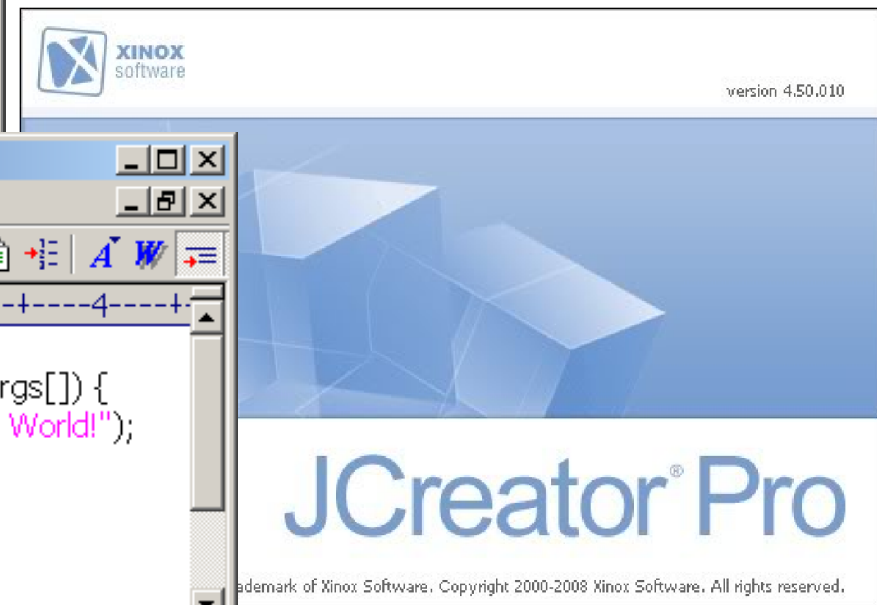 XINOX
software
version 4.50.010
A W
-+----4----+-
rgs[]) {
World!");
JCreator® Pro
ademark of Xinox Software. Copyright 2000-2008 Xinox Software. All rights reserved.